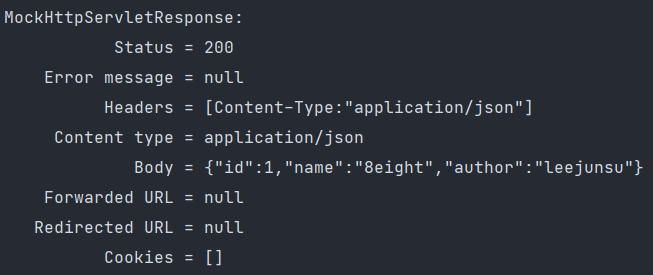 MockHttpServletResponse:
Status = 200
Error message = null
Headers = [Content-Type:"application/json"]
Content type = application/json
Body = {"id":1,"name":"8eight","author":"leejunsu"}
Forwarded URL = null
Redirected URL = null
Cookies = []